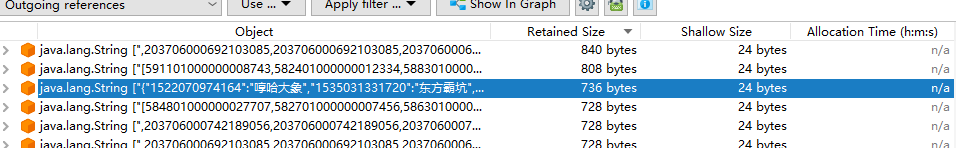 Outgoing references Use ... Apply filter ... Show In Graph
Object Retained Size Shallow Size Allocation Time (h:m:s)
java.lang.String [",203706000692103085,203706000692103085,2037060006... 840 bytes 24 bytes n/a
java.lang.String ["[591101000000008743,582401000000012334,5883010000... 808 bytes 24 bytes n/a
java.lang.String ["{"1522070974164":"哼哈大象","1535031331720":"东方霸坑",... 736 bytes 24 bytes n/a
java.lang.String ["[584801000000027707,582701000000007456,5863010000... 728 bytes 24 bytes n/a
java.lang.String [",203706000742189056,203706000742189056,2037060007... 728 bytes 24 bytes n/a
java.lang.String [",203706000692103085,203706000692103085,2037060006... 728 bytes 24 bytes n/a